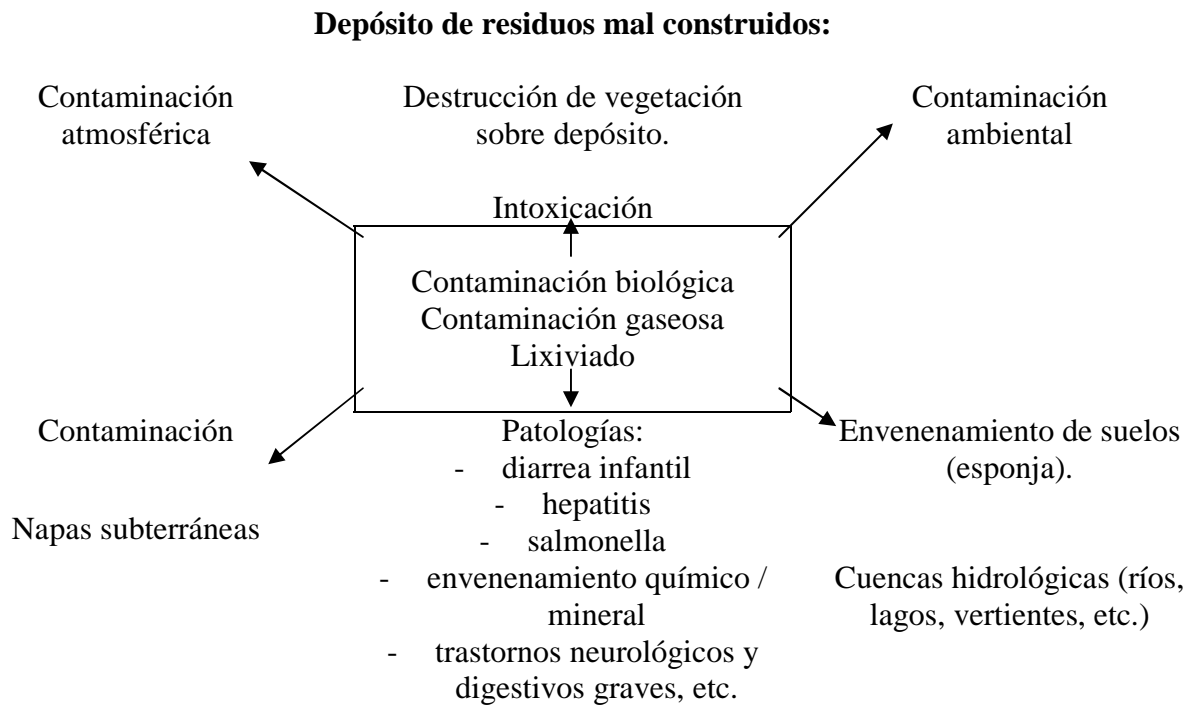 Depósito de residuos mal construidos:
Contaminación
atmosférica
Destrucción de vegetación
sobre depósito.
Contaminación
ambiental
Intoxicación
Contaminación biológica
Contaminación gaseosa
Lixiviado
Contaminación
Napas subterráneas
Patologías:
- diarrea infantil
- hepatitis
- salmonella
- envenenamiento químico /
mineral
- trastornos neurológicos y
digestivos graves, etc.
Envenenamiento de suelos
(esponja).
Cuencas hidrológicas (ríos,
lagos, vertientes, etc.)